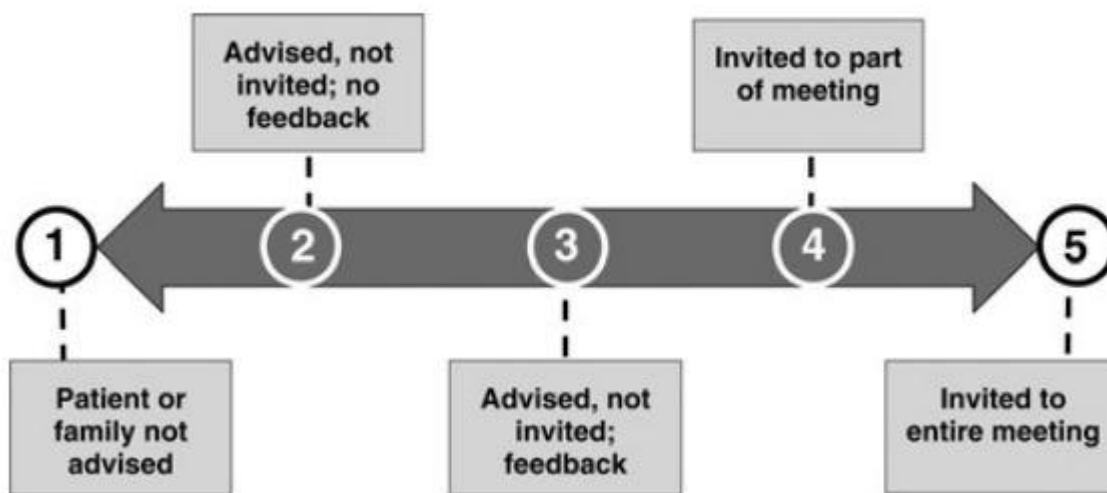 Advised, not
invited; no
feedback
Invited to part
of meeting
1
2
3
4
5
Patient or
family not
advised
Advised, not
invited;
feedback
Invited to
entire meeting